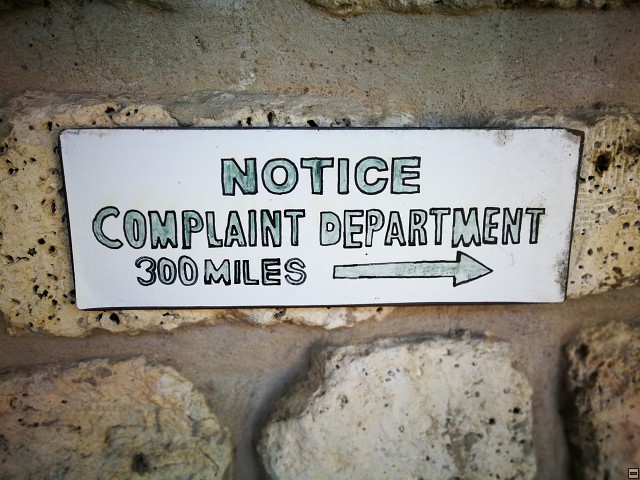 NOTICE
COMPLAINT DEPARTMENT
300 MILES